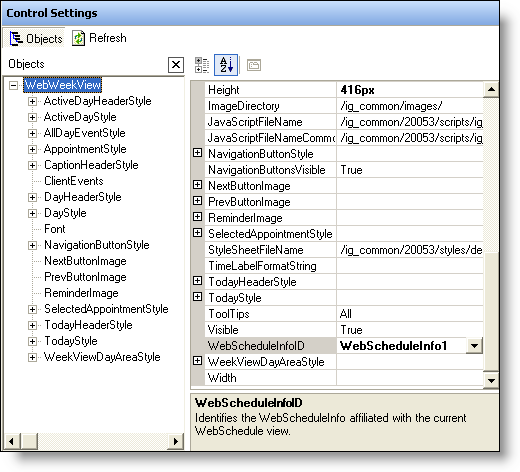 Control Settings
Objects Refresh
Objects
WebWeekView
ActiveDayHeaderStyle
ActiveDayStyle
AllDayEventStyle
AppointmentStyle
CaptionHeaderStyle
ClientEvents
DayHeaderStyle
DayStyle
Font
NavigationButtonStyle
NextButtonImage
PrevButtonImage
ReminderImage
SelectedAppointmentStyle
TodayHeaderStyle
TodayStyle
WeekViewDayAreaStyle
Height 416px
ImageDirectory /ig_common/images/
JavaScriptFileName /ig_common/20053/scripts/ig
JavaScriptFileNameCommo /ig_common/20053/scripts/ig
NavigationButtonStyle
NavigationButtonsVisible True
NextButtonImage
PrevButtonImage
ReminderImage
SelectedAppointmentStyle
StyleSheetFileName /ig_common/20053/styles/de
TimeLabelFormatString
TodayHeaderStyle
TodayStyle
ToolTips All
Visible True
WebScheduleInfoID WebScheduleInfo1
WeekViewDayAreaStyle
Width
WebScheduleInfoID
Identifies the WebScheduleInfo affiliated with the current
WebSchedule view.